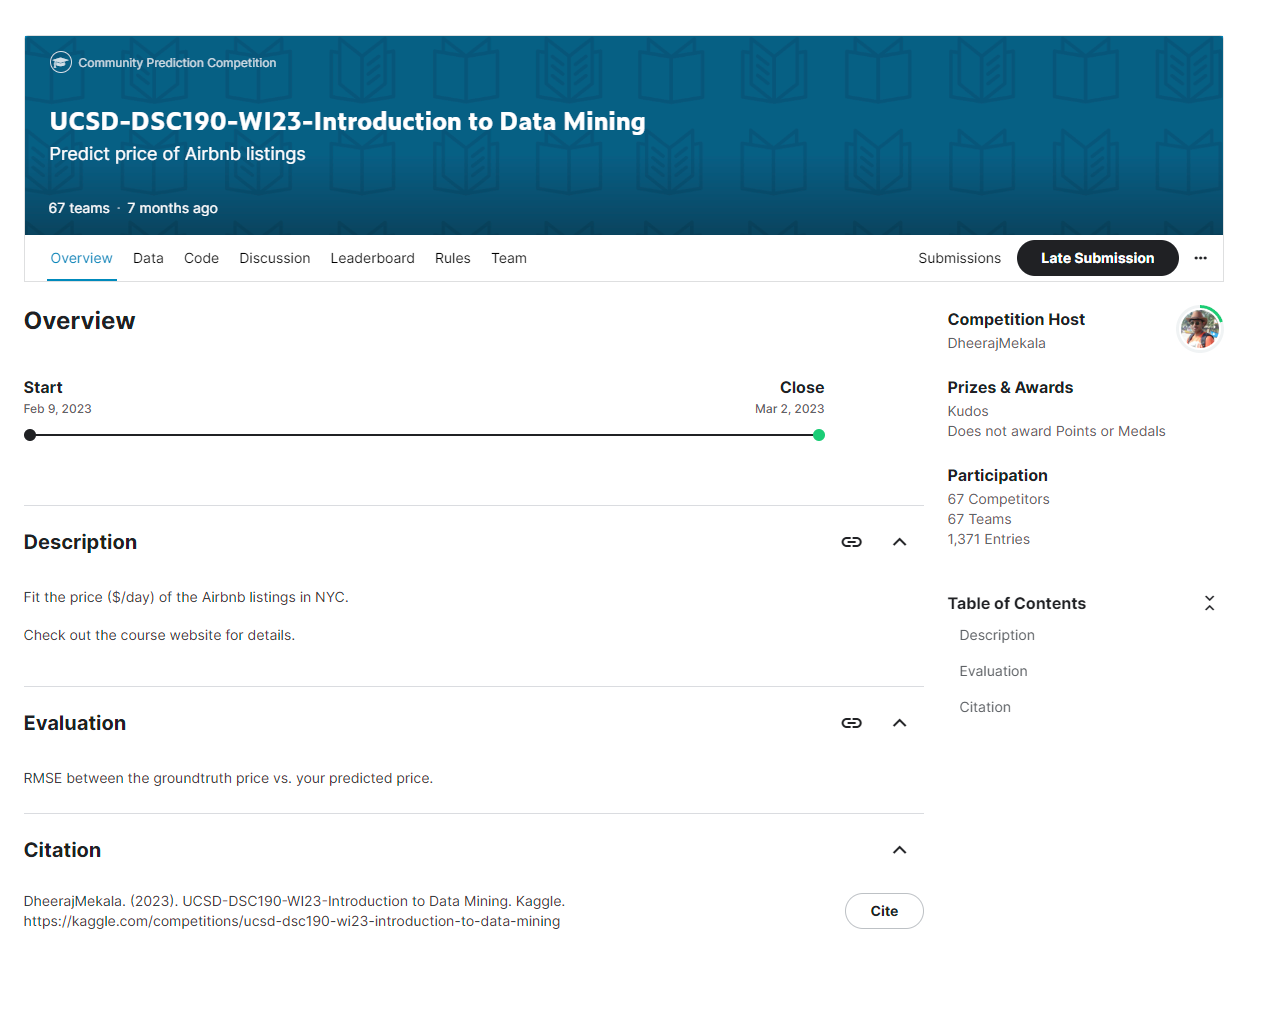 Community Prediction Competition
UCSD-DSC190-WI23-Introduction to Data Mining
Predict price of Airbnb listings
67 teams · 7 months ago
Overview Data Code Discussion Leaderboard Rules Team Submissions Late Submission ...
Overview
Start Close
Feb 9, 2023 Mar 2, 2023
Description
Fit the price ($/day) of the Airbnb listings in NYC.
Check out the course website for details.
Evaluation
RMSE between the groundtruth price vs. your predicted price.
Citation
DheerajMekala. (2023). UCSD-DSC190-WI23-Introduction to Data Mining. Kaggle.
https://kaggle.com/competitions/ucsd-dsc190-wi23-introduction-to-data-mining
Cite
Competition Host
DheerajMekala
Prizes & Awards
Kudos
Does not award Points or Medals
Participation
67 Competitors
67 Teams
1,371 Entries
Table of Contents
Description
Evaluation
Citation